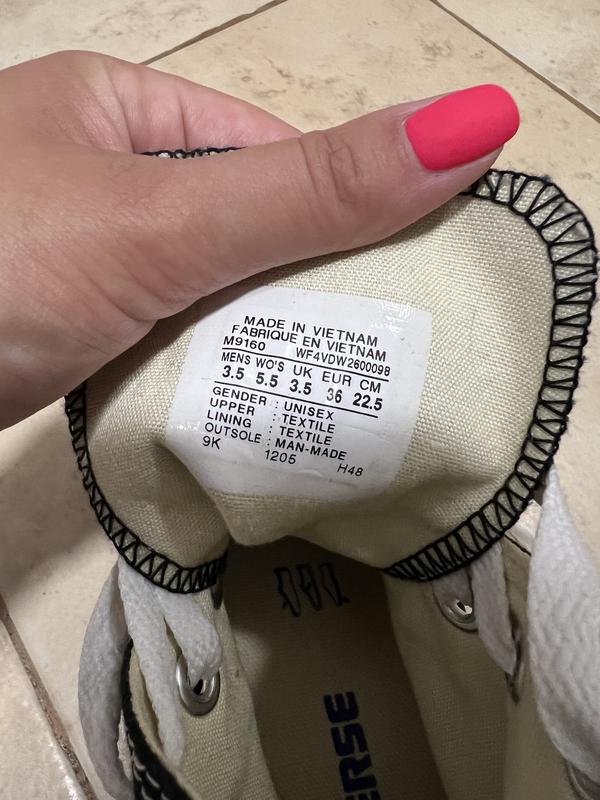 MADE IN VIETNAM
FABRIQUE EN VIETNAM
M9160 WF4VDW2600098
MENS WO'S UK EUR CM
3.5 5.5 3.5 36 22.5
GENDER : UNISEX
UPPER : TEXTILE
LINING : TEXTILE
OUTSOLE : MAN-MADE
9K 1205 H48
ERSE